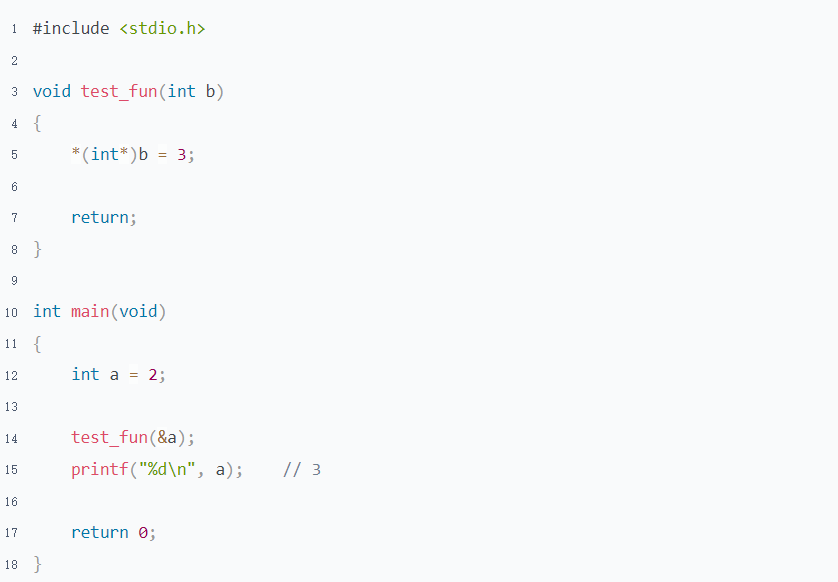 1 #include <stdio.h>
2
3 void test_fun(int b)
4 {
5     *(int*)b = 3;
6
7     return;
8 }
9
10 int main(void)
11 {
12     int a = 2;
13
14     test_fun(&a);
15     printf("%d\n", a);    // 3
16
17     return 0;
18 }